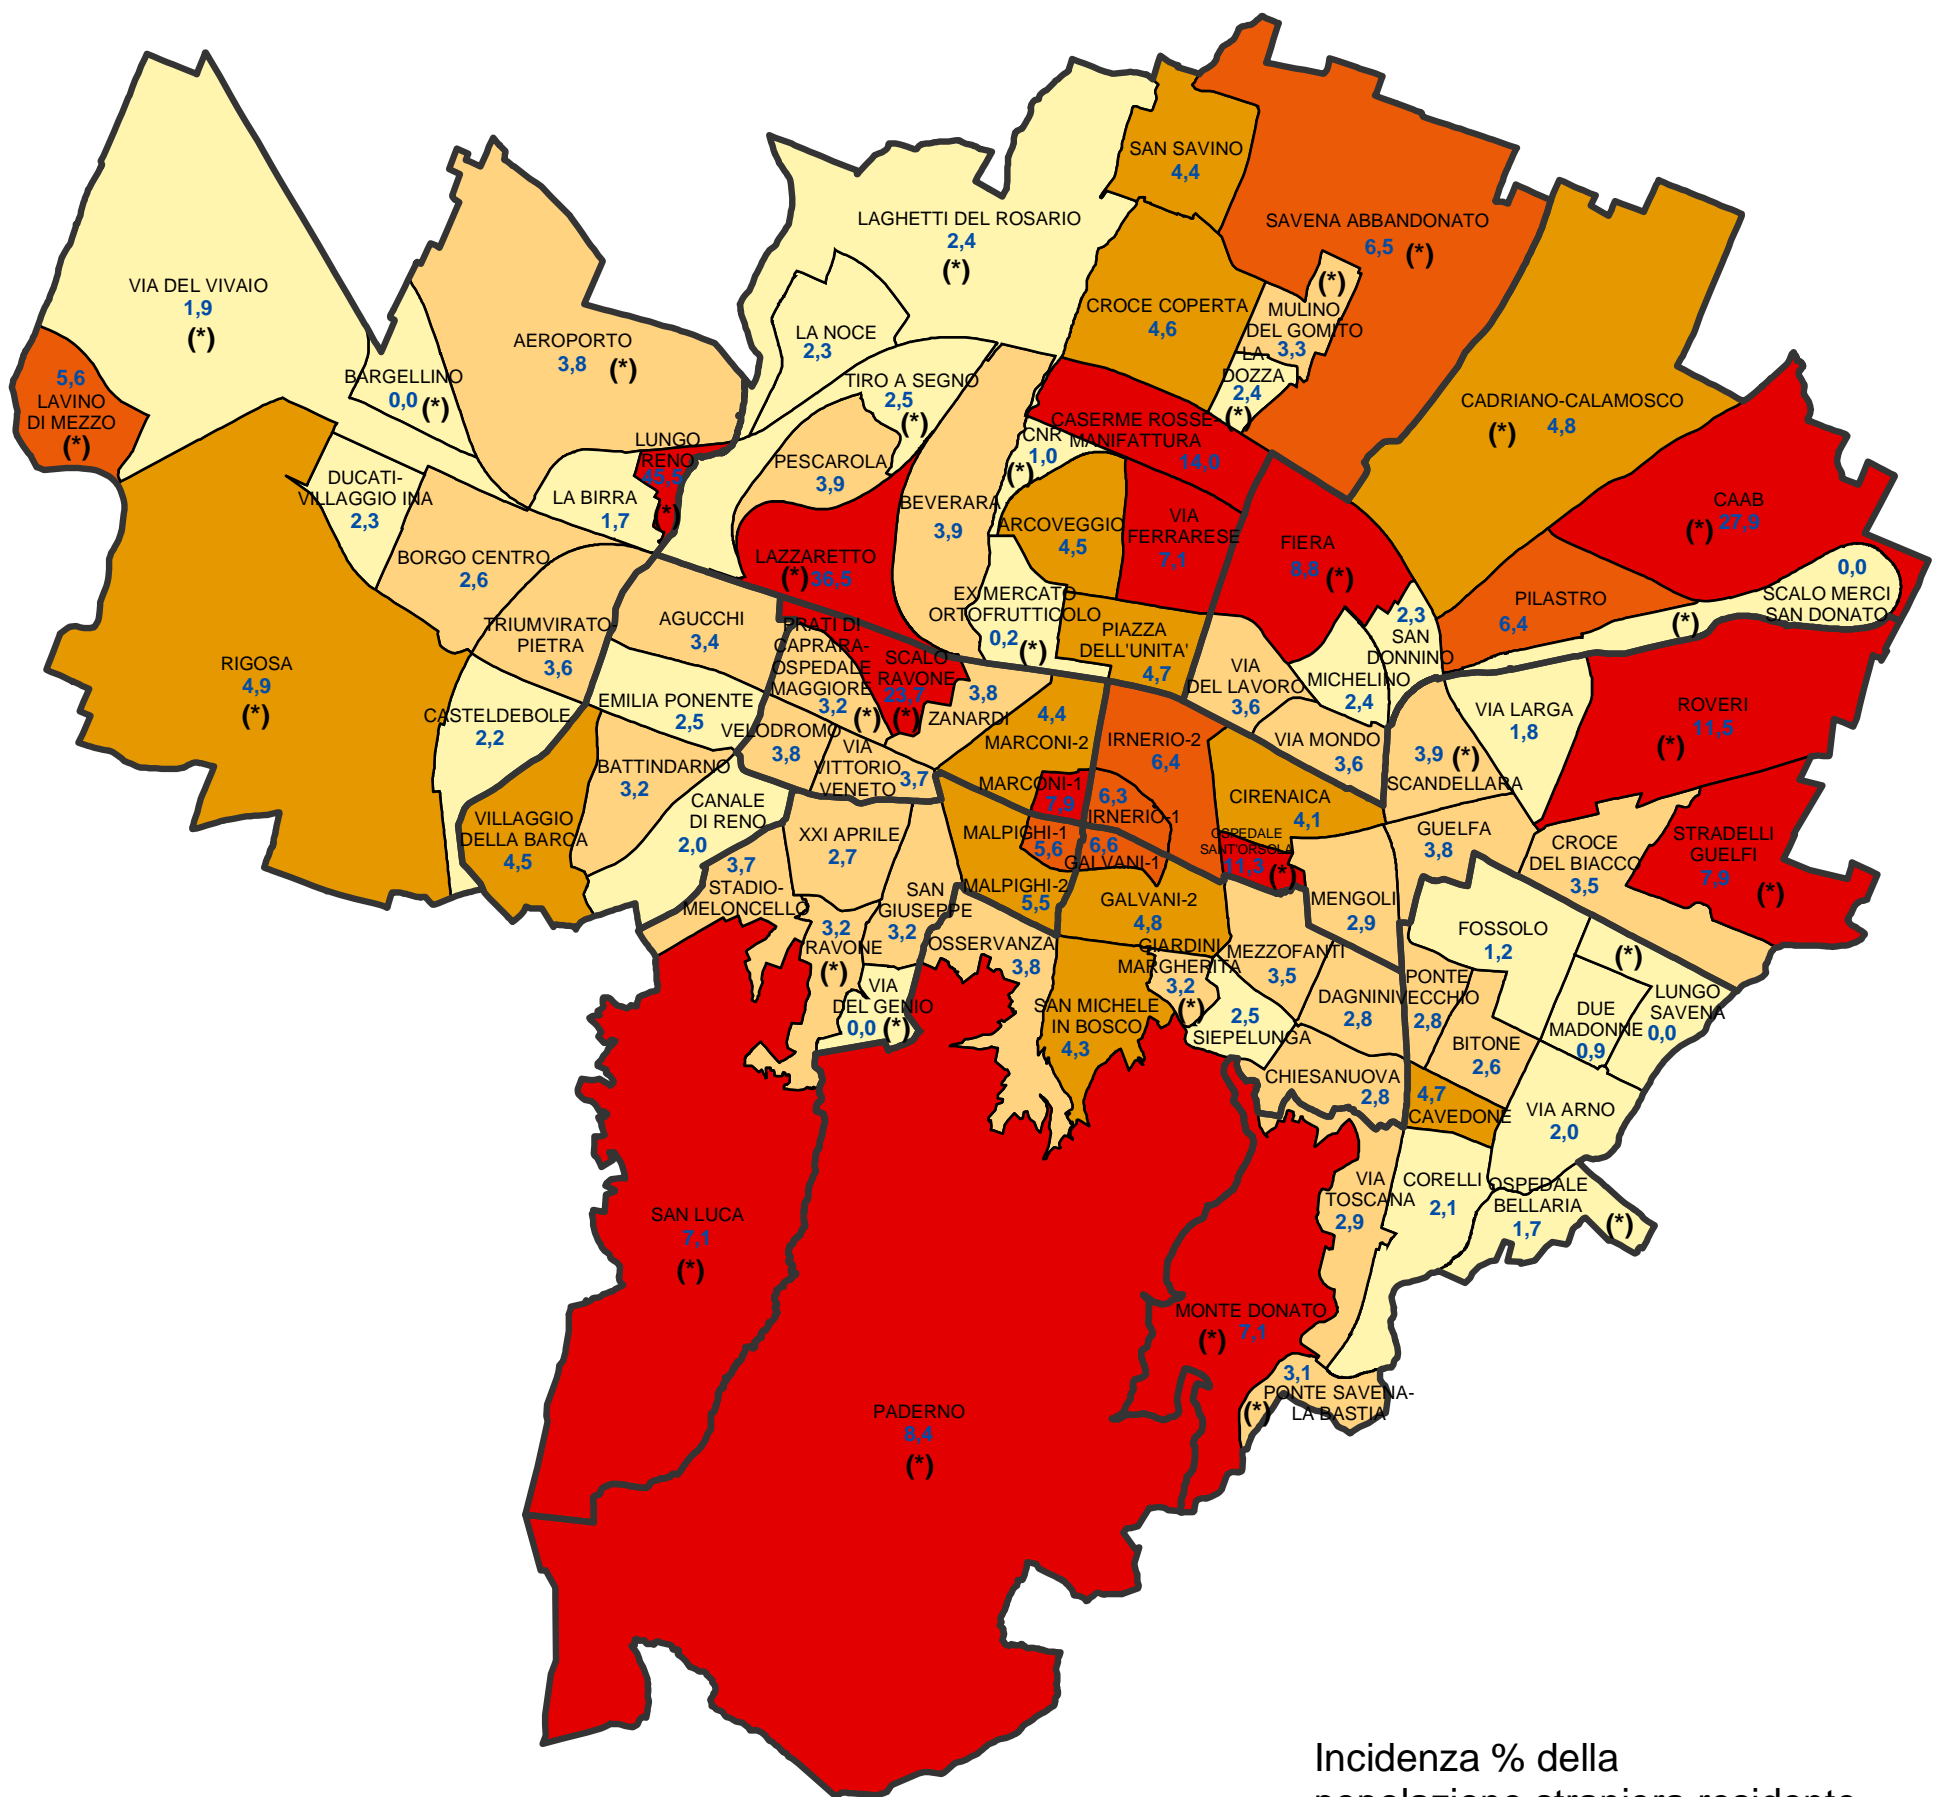 SAN SAVINO
4,4
SAVENA ABBANDONATO
6,5 (*)
LAGHETTI DEL ROSARIO
2,4
(*)
VIA DEL VIVAIO
1,9
(*)
AEROPORTO
3,8 (*)
LA NOCE
2,3
CROCE COPERTA
4,6
(*)
MULINO
DEL GOMITO
3,3
LA
DOZZA
2,4
(*)
5,6
LAVINO
DI MEZZO
(*)
BARGELLINO
0,0 (*)
TIRO A SEGNO
2,5
(*)
CADRIANO-CALAMOSCO
(*) 4,8
CASERME ROSSE-
MANIFATTURA
14,0
CNR
1,0
(*)
LUNGO
RENO
45,5
(*)
PESCAROLA
3,9
DUCATI-
VILLAGGIO INA
2,3
LA BIRRA
1,7
BEVERARA
3,9
ARCOVEGGIO
4,5
VIA
FERRARESE
7,1
FIERA
8,8 (*)
CAAB
(*) 27,9
BORGO CENTRO
2,6
LAZZARETTO
(*) 36,5
EX MERCATO
ORTOFRUTTICOLO
0,2 (*)
0,0
SCALO MERCI
SAN DONATO
(*)
PILASTRO
6,4
2,3
SAN
DONNINO
TRIUMVIRATO-
PIETRA
3,6
AGUCCHI
3,4
PRATI DI
CAPRARA-
OSPEDALE
MAGGIORE
3,2 (*)
SCALO
RAVONE
23,7
(*)
PIAZZA
DELL'UNITA'
4,7
RIGOSA
4,9
(*)
VIA
DEL LAVORO
3,6
MICHELINO
2,4
EMILIA PONENTE
2,5
3,8
ZANARDI
4,4
MARCONI-2
CASTELDEBOLE
2,2
VELODROMO
3,8
VIA
VITTORIO
VENETO 3,7
IRNERIO-2
6,4
VIA MONDO
3,6
3,9 (*)
SCANDELLARA
VIA LARGA
1,8
ROVERI
11,5
(*)
BATTINDARNO
3,2
MARCONI-1
7,9
6,3
IRNERIO-1
CIRENAICA
4,1
VILLAGGIO
DELLA BARCA
4,5
CANALE
DI RENO
2,0
XXI APRILE
2,7
MALPIGHI-1
5,6
6,6
GALVANI-1
OSPEDALE
SANT'ORSOLA
11,3 (*)
GUELFA
3,8
CROCE
DEL BIACCO
3,5
STRADELLI
GUELFI
7,9
(*)
3,7
STADIO-
MELONCELLO
SAN
GIUSEPPE
3,2
MALPIGHI-2
5,5
GALVANI-2
4,8
MENGOLI
2,9
3,2
RAVONE
(*)
OSSERVANZA
3,8
GIARDINI
MARGHERITA
3,2
(*)
MEZZOFANTI
3,5
FOSSOLO
1,2
(*)
LUNGO
SAVENA
0,0
VIA
DEL GENIO
0,0 (*)
SAN MICHELE
IN BOSCO
4,3
2,5
SIEPELUNGA
DAGNINI
2,8
PONTE
VECCHIO
2,8
DUE
MADONNE
0,9
BITONE
2,6
CHIESANUOVA
2,8
4,7
CAVEDONE
VIA ARNO
2,0
VIA
TOSCANA
2,9
CORELLI
2,1
OSPEDALE
BELLARIA
1,7 (*)
SAN LUCA
7,1
(*)
MONTE DONATO
(*) 7,1
3,1
PONTE SAVENA-
LA BASTIA
(*)
PADERNO
8,4
(*)
Incidenza % della
popolazione straniera residente